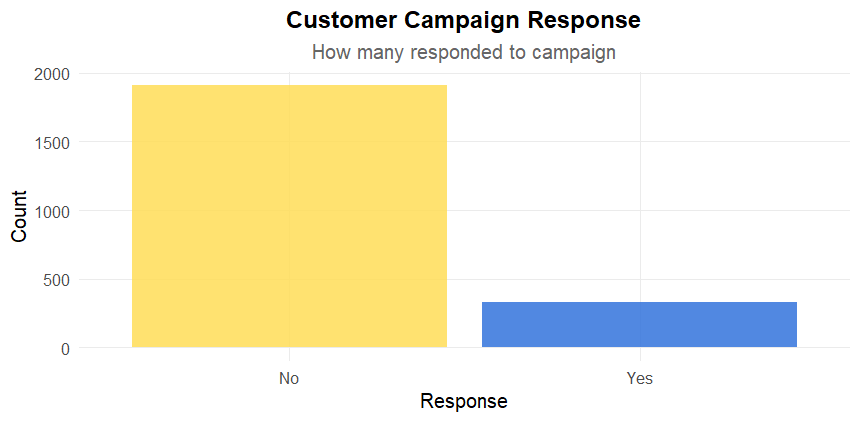 Customer Campaign Response
How many responded to campaign
2000
1500
1000
500
0
Count
No
Yes
Response